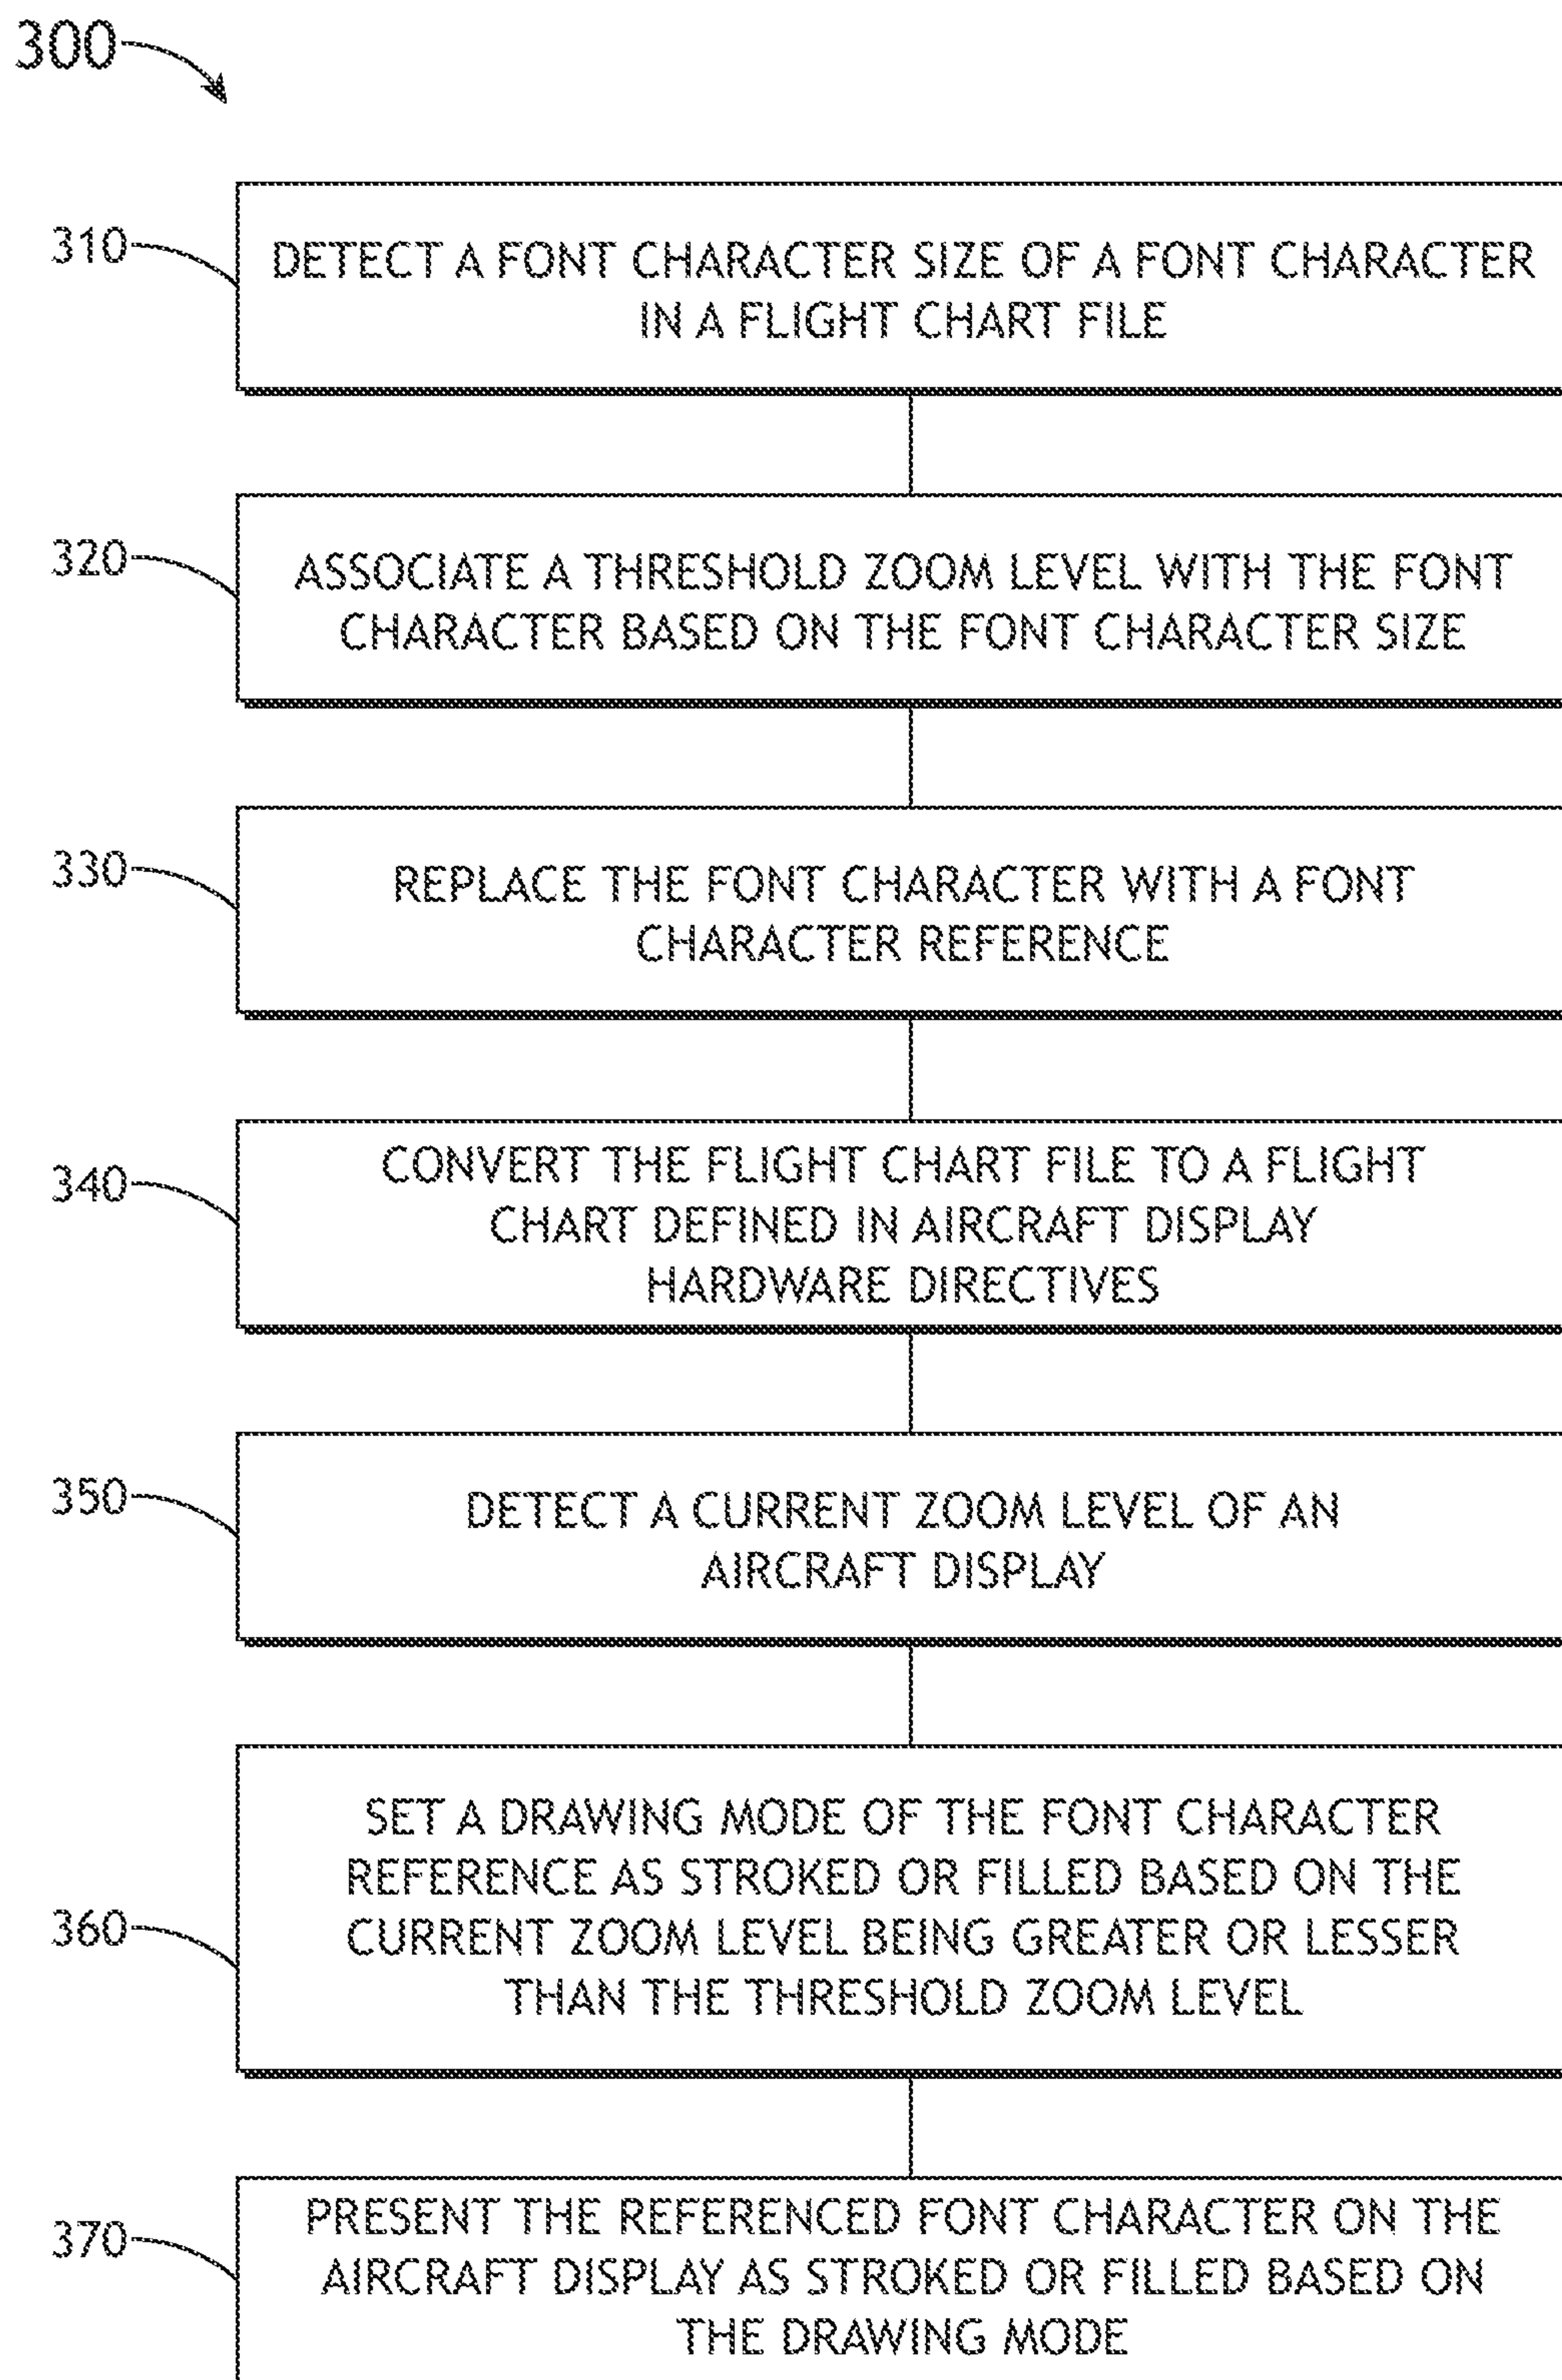 300
310
DETECT A FONT CHARACTER SIZE OF A FONT CHARACTER
IN A FLIGHT CHART FILE
320
ASSOCIATE A THRESHOLD ZOOM LEVEL WITH THE FONT
CHARACTER BASED ON THE FONT CHARACTER SIZE
330
REPLACE THE FONT CHARACTER WITH A FONT
CHARACTER REFERENCE
340
CONVERT THE FLIGHT CHART FILE TO A FLIGHT
CHART DEFINED IN AIRCRAFT DISPLAY
HARDWARE DIRECTIVES
350
DETECT A CURRENT ZOOM LEVEL OF AN
AIRCRAFT DISPLAY
360
SET A DRAWING MODE OF THE FONT CHARACTER
REFERENCE AS STROKED OR FILLED BASED ON THE
CURRENT ZOOM LEVEL BEING GREATER OR LESSER
THAN THE THRESHOLD ZOOM LEVEL
370
PRESENT THE REFERENCED FONT CHARACTER ON THE
AIRCRAFT DISPLAY AS STROKED OR FILLED BASED ON
THE DRAWING MODE